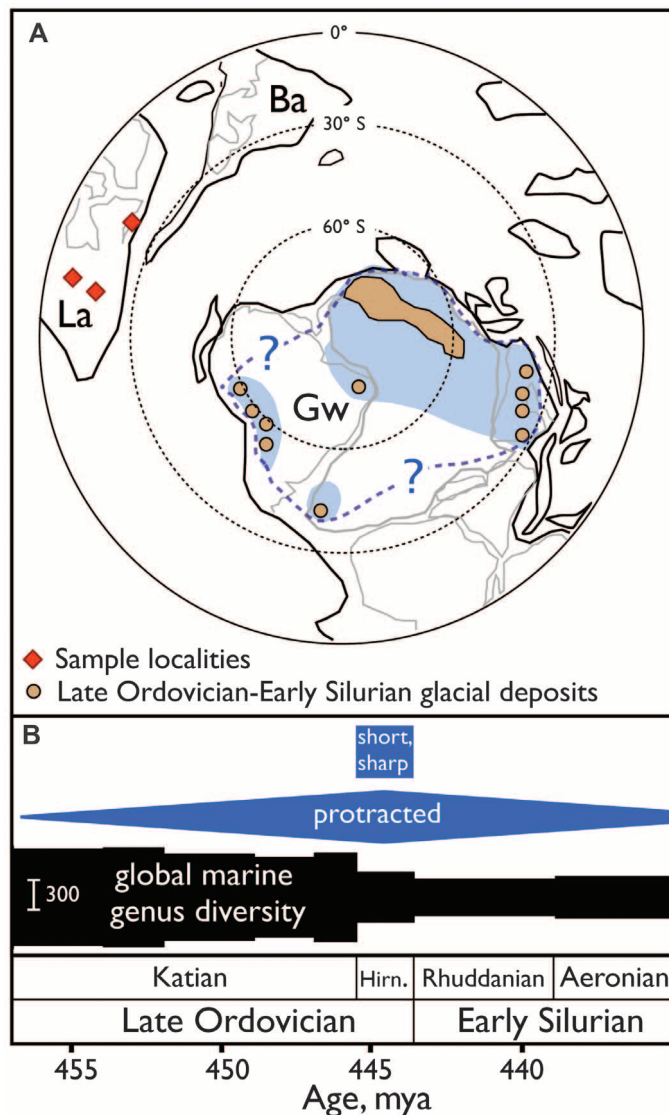 A
0°
Ba
30° S
60° S
La
?
Gw
?
Sample localities
Late Ordovician-Early Silurian glacial deposits
B
short,
sharp
protracted
global marine
genus diversity
300
Katian
Hirn.
Rhuddanian
Aeronian
Late Ordovician
Early Silurian
455
450
445
440
Age, mya